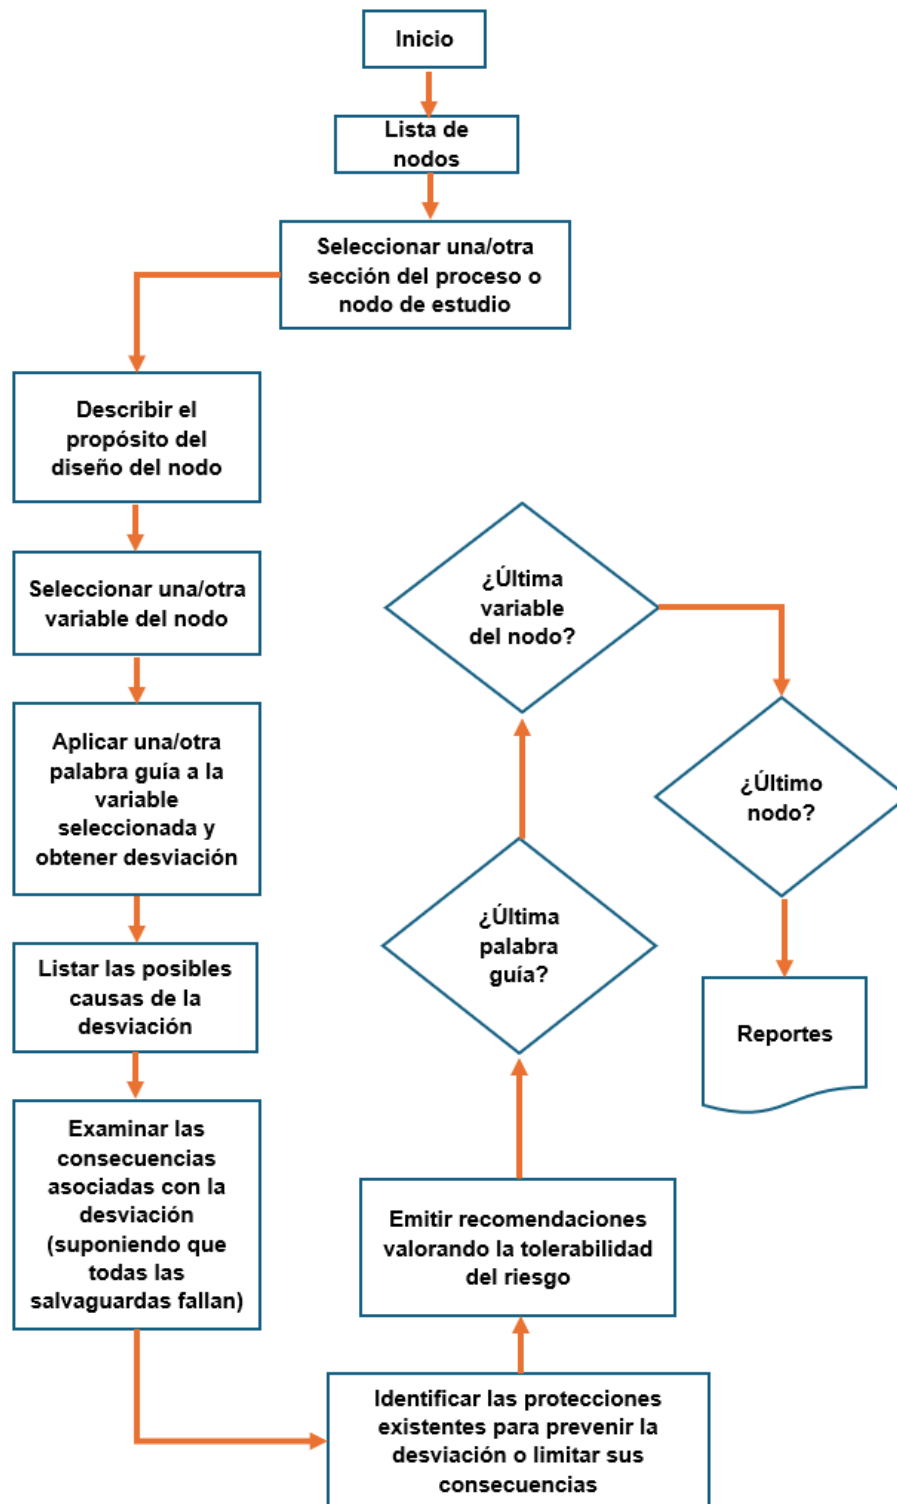 Inicio
Lista de
nodos
Seleccionar una/otra
sección del proceso o
nodo de estudio
Describir el
propósito del
diseño del nodo
Seleccionar una/otra
variable del nodo
Aplicar una/otra
palabra guía a la
variable
seleccionada y
obtener desviación
Listar las posibles
causas de la
desviación
Examinar las
consecuencias
asociadas con la
desviación
(suponiendo que
todas las
salvaguardas fallan)
Identificar las protecciones
existentes para prevenir la
desviación o limitar sus
consecuencias
Emitir recomendaciones
valorando la tolerabilidad
del riesgo
¿Última
palabra
guía?
¿Última
variable
del nodo?
¿Último
nodo?
Reportes